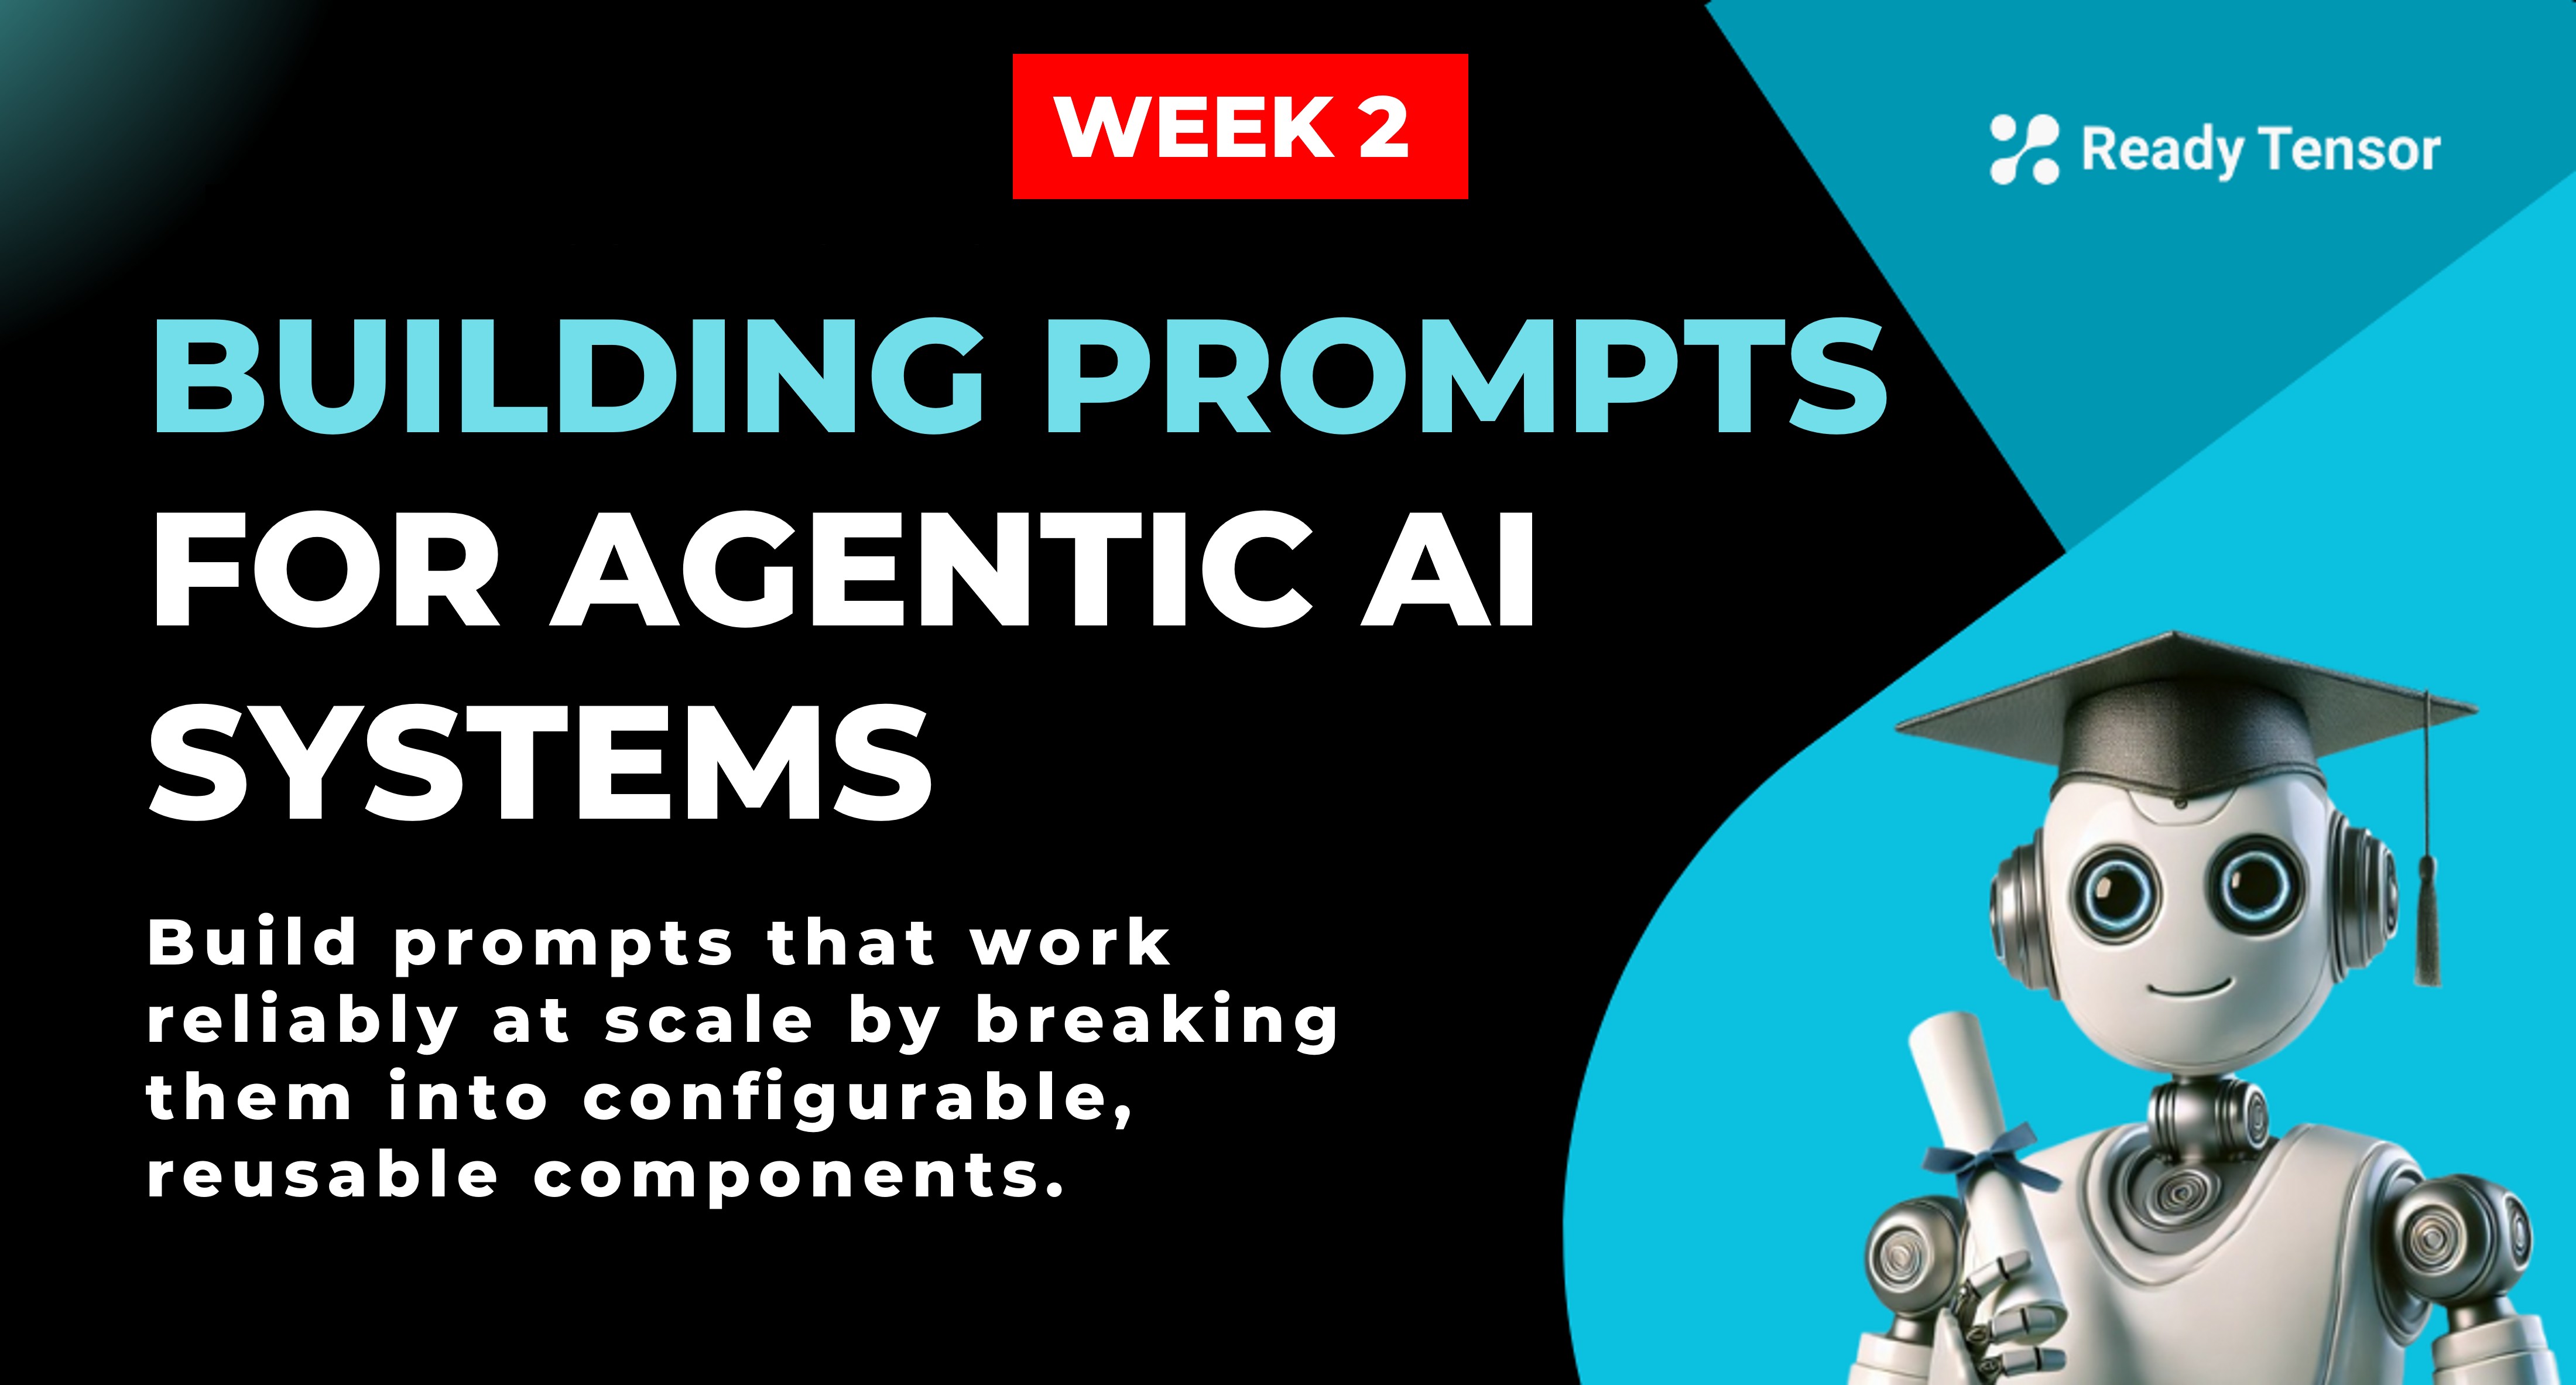 WEEK 2
Ready Tensor
BUILDING PROMPTS
FOR AGENTIC AI
SYSTEMS
Build prompts that work
reliably at scale by breaking
them into configurable,
reusable components.